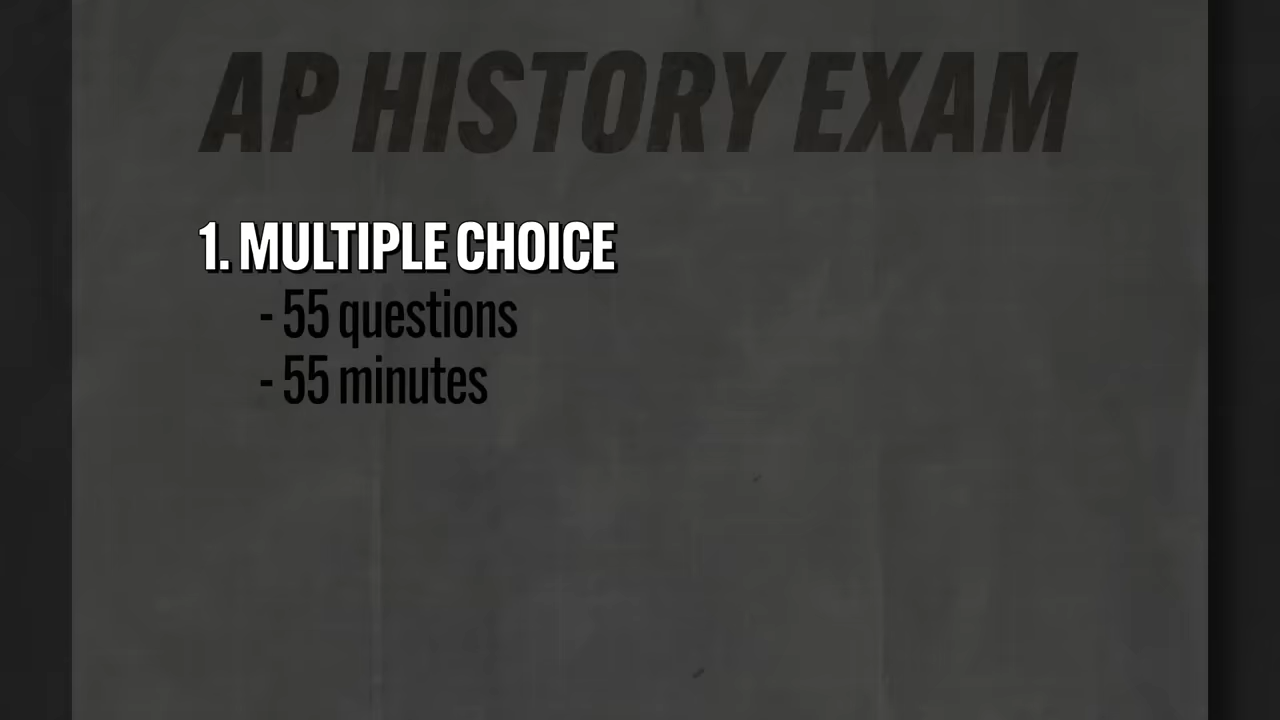 AP HISTORY EXAM
1. MULTIPLE CHOICE
- 55 questions
- 55 minutes